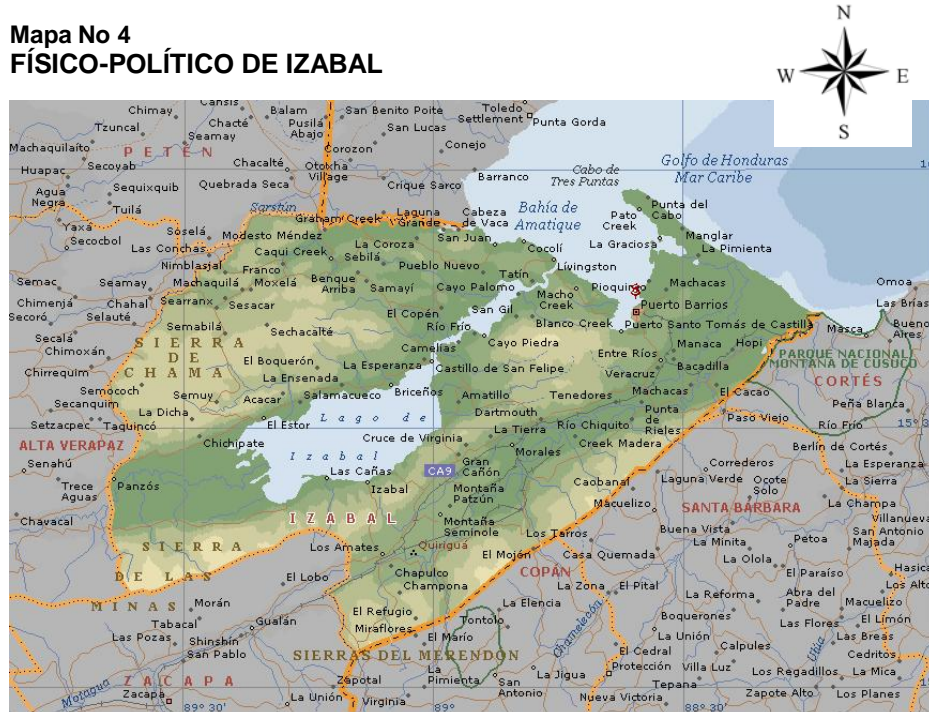 Mapa No 4
FÍSICO-POLÍTICO DE IZABAL
N
W
E
S
Chimay
Cansis
Balam
San Benito Poite
Toledo
Settlement
Punta Gorda
Tzuncal
Chacté
Pusilá
Abajo
San Lucas
Seamay
Machaquilaíto
PETÉN
Corozon
Conejo
Golfo de Honduras
Mar Caribe
Huapac
Secoyab
Chacalté
Otoxha
Village
Cabo de
Tres Puntas
Agua
Negra
Sequixquib
Quebrada Seca
Crique Sarco
Barranco
Tuilá
Sarstún
Graham Creek
Laguna
Grande
Cabeza
de Vaca
Bahía de
Amatique
Pato
Creek
Punta del
Cabo
Yaxa
Soselá
Modesto Méndez
Secocbol
Las Conchas
Caqui Creek
La Coroza
San Juan
Cocolí
La Graciosa
Manglar
La Pimienta
Nimblasjal
Franco
Sebilá
Pueblo Nuevo
Tatín
Lívingston
Semac
Seamay
Machaquilá
Moxelá
Benque
Arriba
Samayí
Cayo Palomo
Macho
Creek
Pioquinto
Machacas
Omoa
Chimenjá
Chahal
Searranx
Sesacar
El Copén
San Gil
Puerto Barrios
Las Brisas
Secoró
Selauté
Semabilá
Sechacalté
Río Frío
Blanco Creek
Puerto Santo Tomás de Castilla
Masca
Buenos
Aires
Secalá
SIERRA
DE
CHAMA
Camelias
Cayo Piedra
Manaca
Hopi
Chimoxán
El Boquerón
La Esperanza
Castillo de San Felipe
Entre Ríos
Bacadilla
PARQUE NACIONAL
MONTANA DE CUSUCO
Chirrequim
La Ensenada
Veracruz
CORTÉS
Semococh
Semuy
Acacar
Salamacueco
Briceños
Amatillo
Tenedores
Machacas
El Cacao
Secanquim
La Dicha
Peña Blanca
Setzacpec
Taquincó
El Estor
Lago de
Izabal
Dartmouth
Río Chiquito
Punta
de
Rieles
Paso Viejo
Río Frío
ALTA VERAPAZ
Chichipate
Cruce de Virginia
La Tierra
Creek Madera
Berlín de Cortés
Senahú
Las Cañas
CA9
Gran
Cañón
Morales
Correderos
La Esperanza
Trece
Aguas
Panzós
Izabal
Caobanal
Laguna Verde
Ocote
Solo
La Sierra
Montaña
Patzún
Macuelizo
SANTA BÁRBARA
La Champa
Chavacal
IZABAL
Montaña
Seminole
Los Tarros
Buena Vista
Villanueva
SIERRA
DE LAS
MINAS
Los Amates
Quiriguá
El Mojón
Casa Quemada
La Minita
Petoa
San Antonio
Majada
COPÁN
La Olola
El Lobo
Chapulco
La Zona
El Pital
El Paraíso
Champona
La Reforma
Abra del
Padre
Macuelizo
Morán
La Elencia
Chamelecón
El Refugio
Boquerones
Las Flores
El Limón
Tabacal
Gualán
Miraflores
Tontolo
La Unión
Las Breas
Las Pozas
Shinshín
El Marío
Calpules
Ulúa
San Pablo
SIERRAS DEL MERENDÓN
El Cedral
Cedritos
ZACAPA
Zapotal
La
Pimienta
La Jigua
Protección
Villa Luz
Los Regadillos
La Mica
Motagua
San
Antonio
Tepana
Zacapa
La Unión
Virginia
Nueva Victoria
Zapote Alto
Los Planes
89° 30'
89°
88° 30'